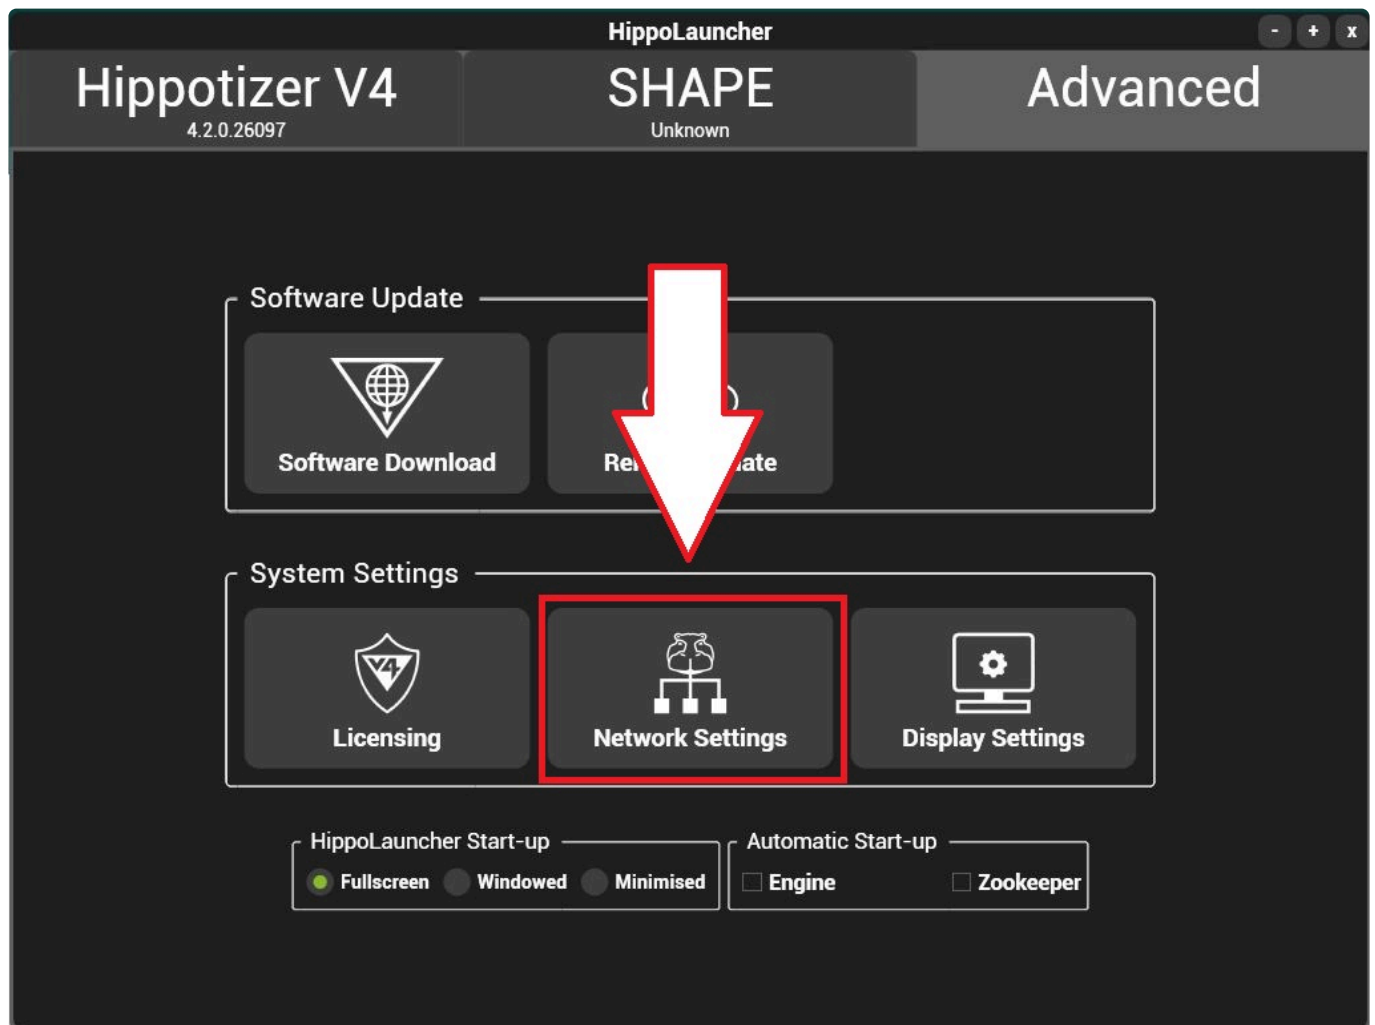 HippoLauncher
- + x
Hippotizer V4
4.2.0.26097
SHAPE
Unknown
Advanced
Software Update
Software Download
System Settings
V4
Licensing
Network Settings
Display Settings
HippoLauncher Start-up
Fullscreen Windowed Minimised
Automatic Start-up
Engine Zookeeper